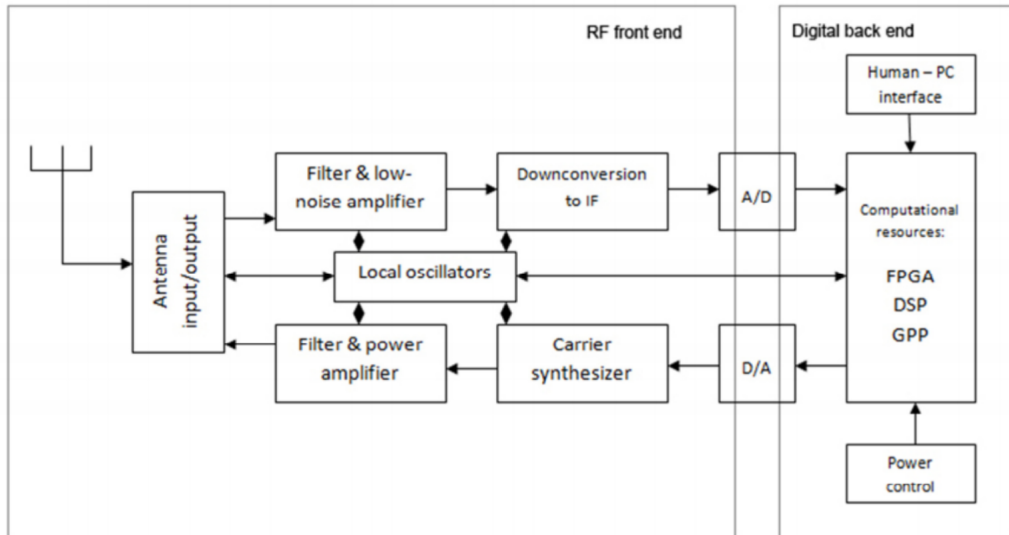 RF front end
Digital back end
Human – PC
interface
Filter & low-
noise amplifier
Downconversion
to IF
A/D
Computational
resources:
FPGA
DSP
GPP
Antenna
input/output
Local oscillators
Filter & power
amplifier
Carrier
synthesizer
D/A
Power
control